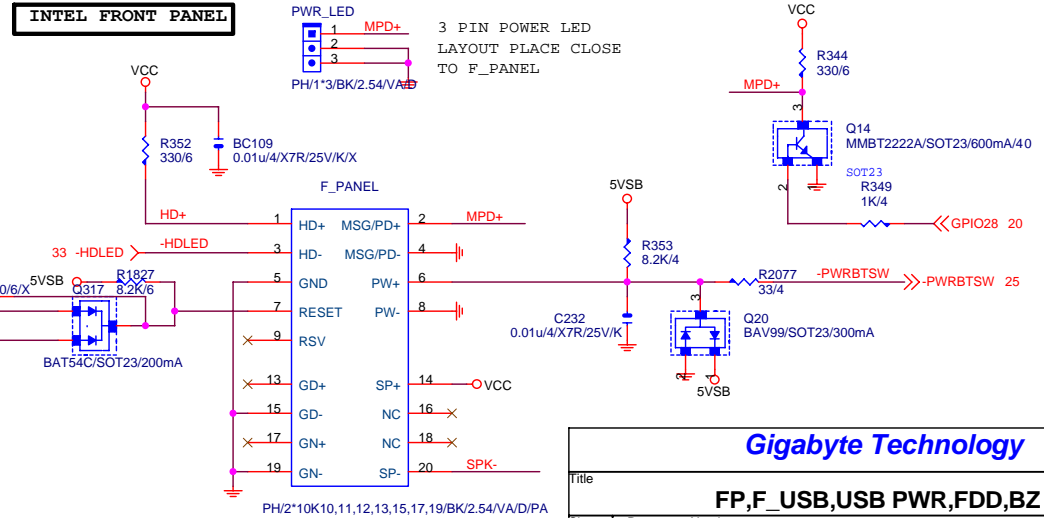 INTEL FRONT PANEL
PWR_LED
1
MPD+
2
3
3 PIN POWER LED
LAYOUT PLACE CLOSE
TO F_PANEL
PH/1*3/BK/2.54/VA/D
VCC
R344
330/6
MPD+
3
Q14
MMBT2222A/SOT23/600mA/40
SOT23
2
1
R349
1K/4
GPIO28 20
VCC
R352
330/6
BC109
0.01u/4/X7R/25V/K/X
F_PANEL
HD+
1 HD+ MSG/PD+ 2 MPD+
33 -HDLED
-HDLED
3 HD- MSG/PD- 4
5 GND PW+ 6
7 RESET PW- 8
9 RSV
13 GD+ SP+ 14 VCC
15 GD- NC 16
17 GN+ NC 18
19 GN- SP- 20 SPK-
PH/2*10K10,11,12,13,15,17,19/BK/2.54/VA/D/PA
5VSB
R1827
8.2K/6
0/6/X
Q317
BAT54C/SOT23/200mA
5VSB
R353
8.2K/4
C232
0.01u/4/X7R/25V/K
R2077
33/4
-PWRBTSW
-PWRBTSW 25
3
Q20
BAV99/SOT23/300mA
2
1
5VSB
Gigabyte Technology
Title
FP,F_USB,USB PWR,FDD,BZ